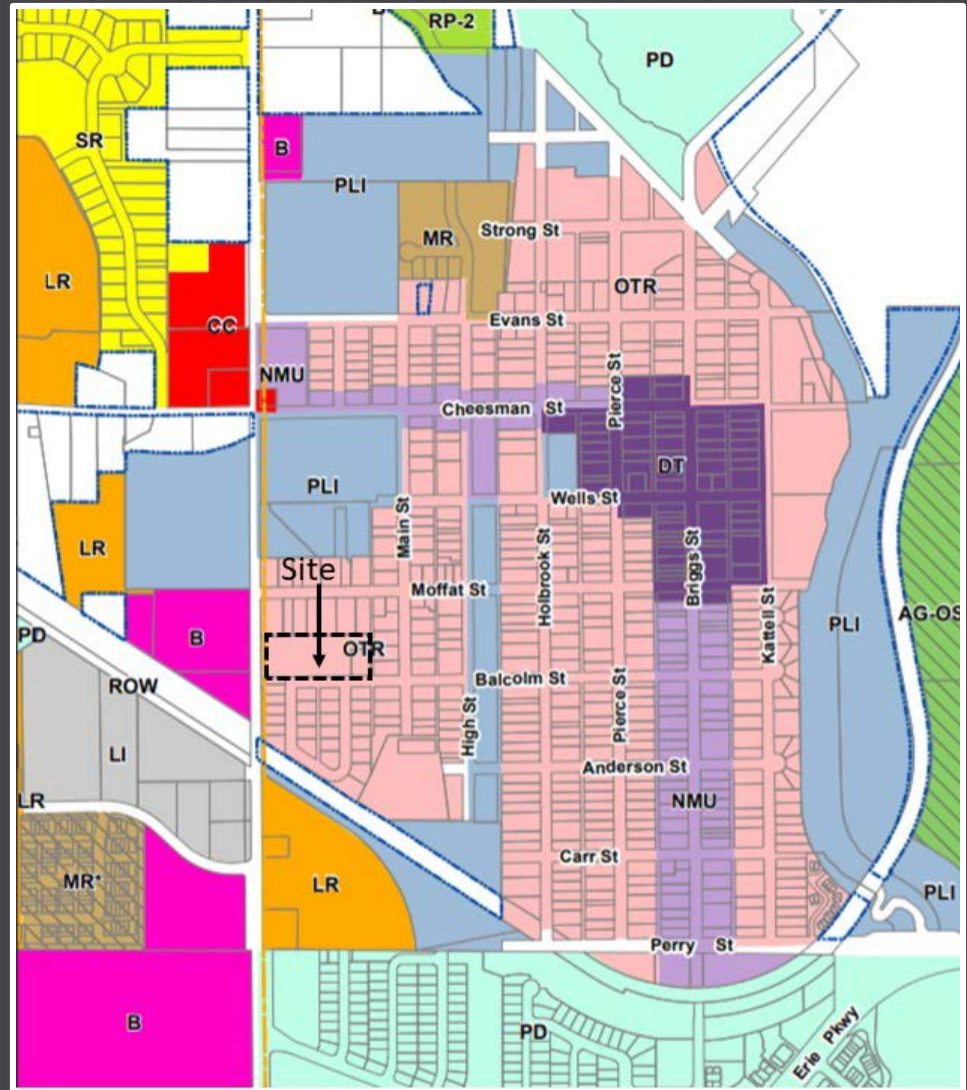 RP-2
PD
SR
B
PLI
MR
Strong St
LR
OTR
Evans St
CC
Pierce St
NMU
Cheesman St
DT
PLI
Wells St
Main St
Holbrook St
LR
Briggs St
Site
Moffat St
Kattell St
B
PLI
AG-OS
PD
OTR
ROW
Balcolm St
High St
Pierce St
LI
Anderson St
LR
NMU
Carr St
MR*
LR
PLI
Perry St
B
PD
Erie Pkwy